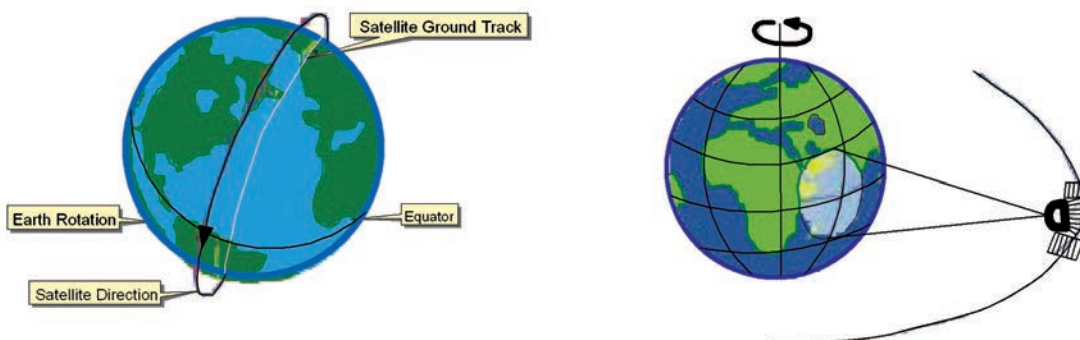 Satellite Ground Track
Earth Rotation
Equator
Satellite Direction